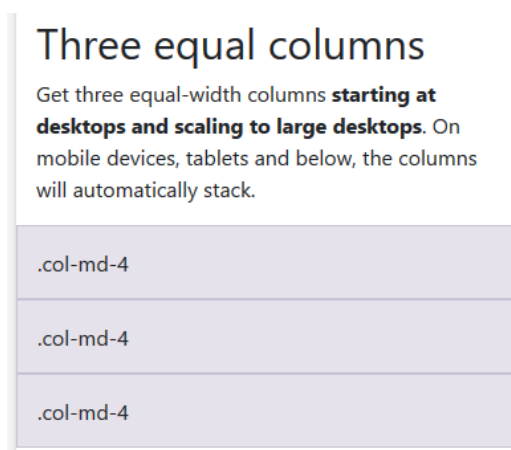 Three equal columns
Get three equal-width columns starting at
desktops and scaling to large desktops. On
mobile devices, tablets and below, the columns
will automatically stack.
.col-md-4
.col-md-4
.col-md-4